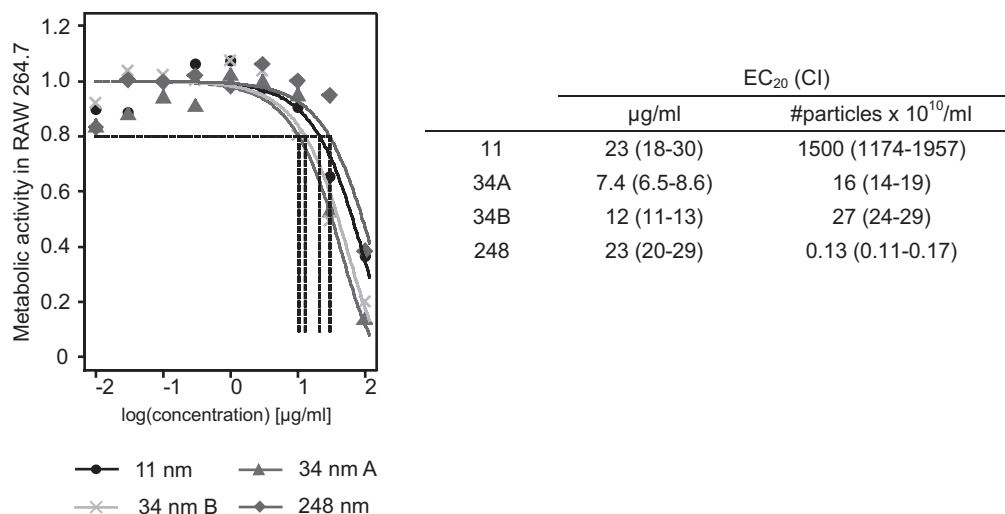 Metabolic activity in RAW 264.7
1.2
1.0
0.8
0.6
0.4
0.2
0
-2 -1 0 1 2
log(concentration) [µg/ml]
11 nm 34 nm A
34 nm B 248 nm
EC₂₀ (CI)
µg/ml #particles x 10¹⁰/ml
11 23 (18-30) 1500 (1174-1957)
34A 7.4 (6.5-8.6) 16 (14-19)
34B 12 (11-13) 27 (24-29)
248 23 (20-29) 0.13 (0.11-0.17)